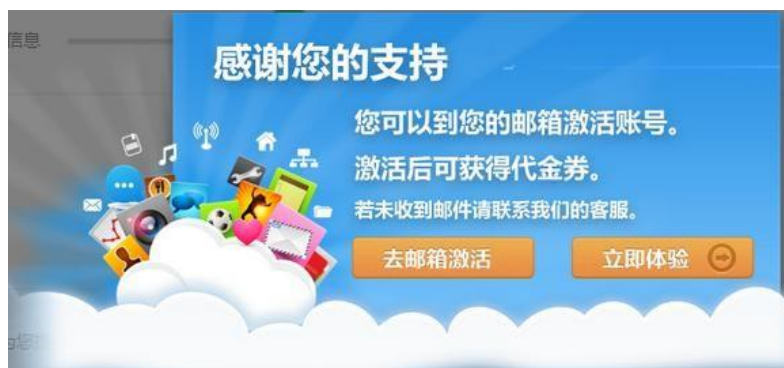 信息
感谢您的支持
您可以到您的邮箱激活账号。
激活后可获得代金券。
若未收到邮件请联系我们的客服。
去邮箱激活
立即体验